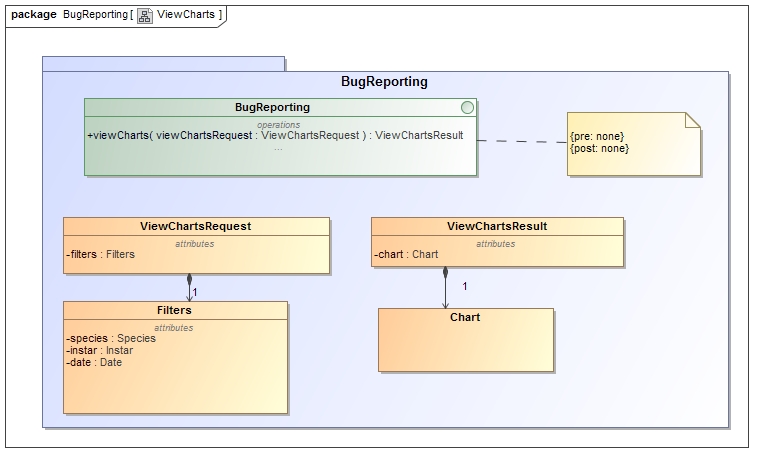 package BugReporting [ ViewCharts ]
BugReporting
BugReporting
operations
+viewCharts( viewChartsRequest : ViewChartsRequest ) : ViewChartsResult
...
{pre: none}
{post: none}
ViewChartsRequest
attributes
-filters : Filters
ViewChartsResult
attributes
-chart : Chart
1
1
Filters
attributes
-species : Species
-instar : Instar
-date : Date
Chart